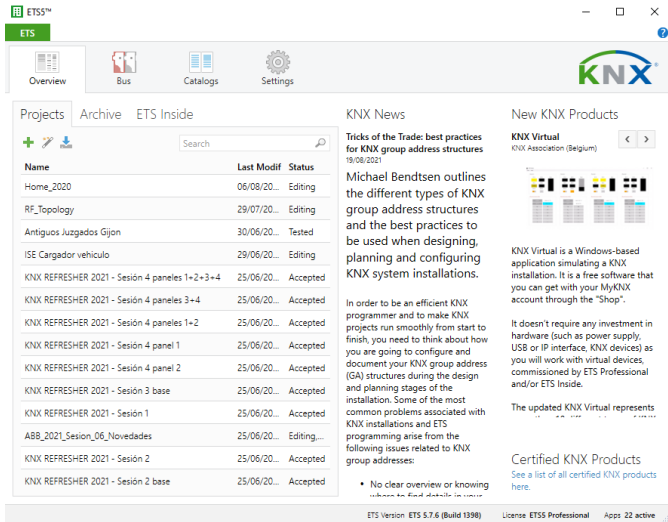 ETS5™
ETS
Overview
Bus
Catalogs
Settings
KNX
Projects Archive ETS Inside
Search
Name Last Modif Status
Home_2020 06/08/20... Editing
RF_Topology 29/07/20... Editing
Antiguos Juzgados Gijon 30/06/20... Tested
ISE Cargador vehiculo 29/06/20... Editing
KNX REFRESHER 2021 - Sesión 4 paneles 1+2+3+4 25/06/20... Accepted
KNX REFRESHER 2021 - Sesión 4 paneles 3+4 25/06/20... Accepted
KNX REFRESHER 2021 - Sesión 4 paneles 1+2 25/06/20... Accepted
KNX REFRESHER 2021 - Sesión 4 panel 1 25/06/20... Accepted
KNX REFRESHER 2021 - Sesión 4 panel 2 25/06/20... Accepted
KNX REFRESHER 2021 - Sesión 3 base 25/06/20... Accepted
KNX REFRESHER 2021 - Sesión 1 25/06/20... Accepted
ABB_2021_Sesion_06_Novedades 25/06/20... Editing,...
KNX REFRESHER 2021 - Sesión 2 25/06/20... Accepted
KNX REFRESHER 2021 - Sesión 2 base 25/06/20... Accepted
KNX News
Tricks of the Trade: best practices
for KNX group address structures
19/08/2021
Michael Bendtsen outlines
the different types of KNX
group address structures
and the best practices to
be used when designing,
planning and configuring
KNX system installations.
In order to be an efficient KNX
programmer and to make KNX
projects run smoothly from start to
finish, you need to think about how
you are going to configure and
document your KNX group address
(GA) structures during the design
and planning stages of the
installation. Some of the most
common problems associated with
KNX installations and ETS
programming arise from the
following issues related to KNX
group addresses:
• No clear overview or knowing
where to find details in your
New KNX Products
KNX Virtual
KNX Association (Belgium)
KNX Virtual is a Windows-based
application simulating a KNX
installation. It is a free software that
you can get with your MyKNX
account through the "Shop".
It doesn't require any investment in
hardware (such as power supply,
USB or IP interface, KNX devices) as
you will work with virtual devices,
commissioned by ETS Professional
and/or ETS Inside.
The updated KNX Virtual represents
Certified KNX Products
See a list of all certified KNX products
here.
ETS Version ETS 5.7.6 (Build 1398) License ETS5 Professional Apps 22 active